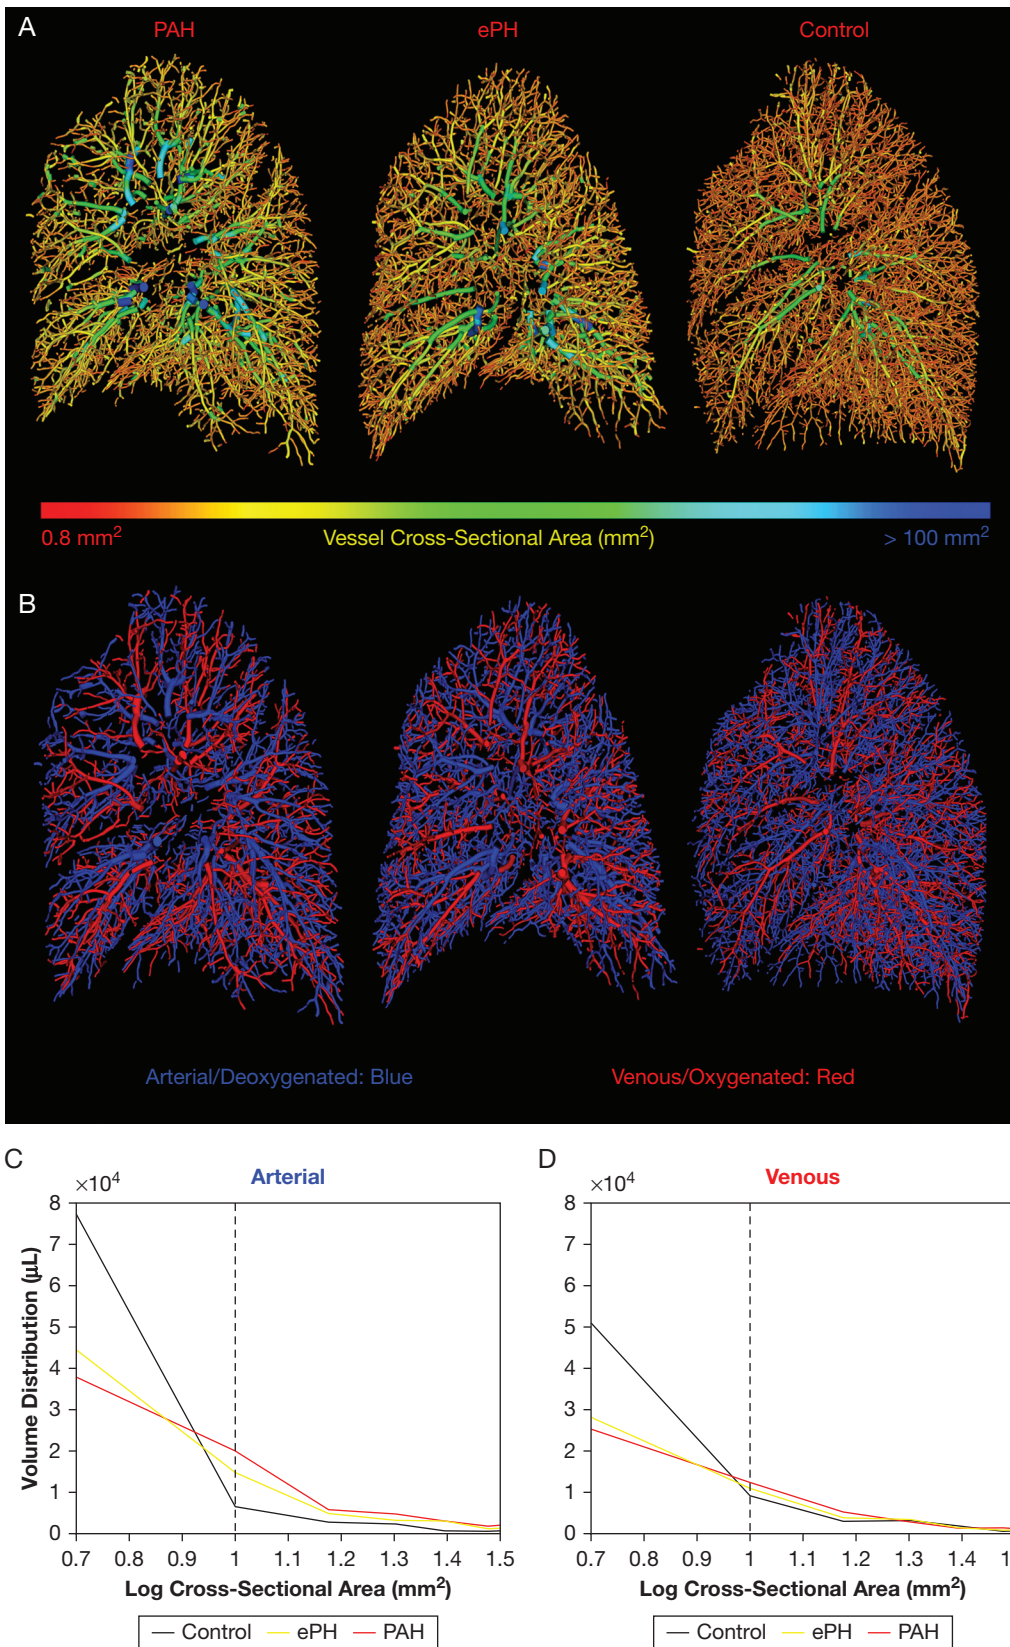 A
PAH ePH Control
0.8 mm² Vessel Cross-Sectional Area (mm²) > 100 mm²
B
Arterial/Deoxygenated: Blue Venous/Oxygenated: Red
C
Arterial
×10⁴
Volume Distribution (µL)
8
7
6
5
4
3
2
1
0
0.7 0.8 0.9 1 1.1 1.2 1.3 1.4 1.5
Log Cross-Sectional Area (mm²)
Control ePH PAH
D
Venous
×10⁴
8
7
6
5
4
3
2
1
0
0.7 0.8 0.9 1 1.1 1.2 1.3 1.4 1
Log Cross-Sectional Area (mm²)
Control ePH PAH